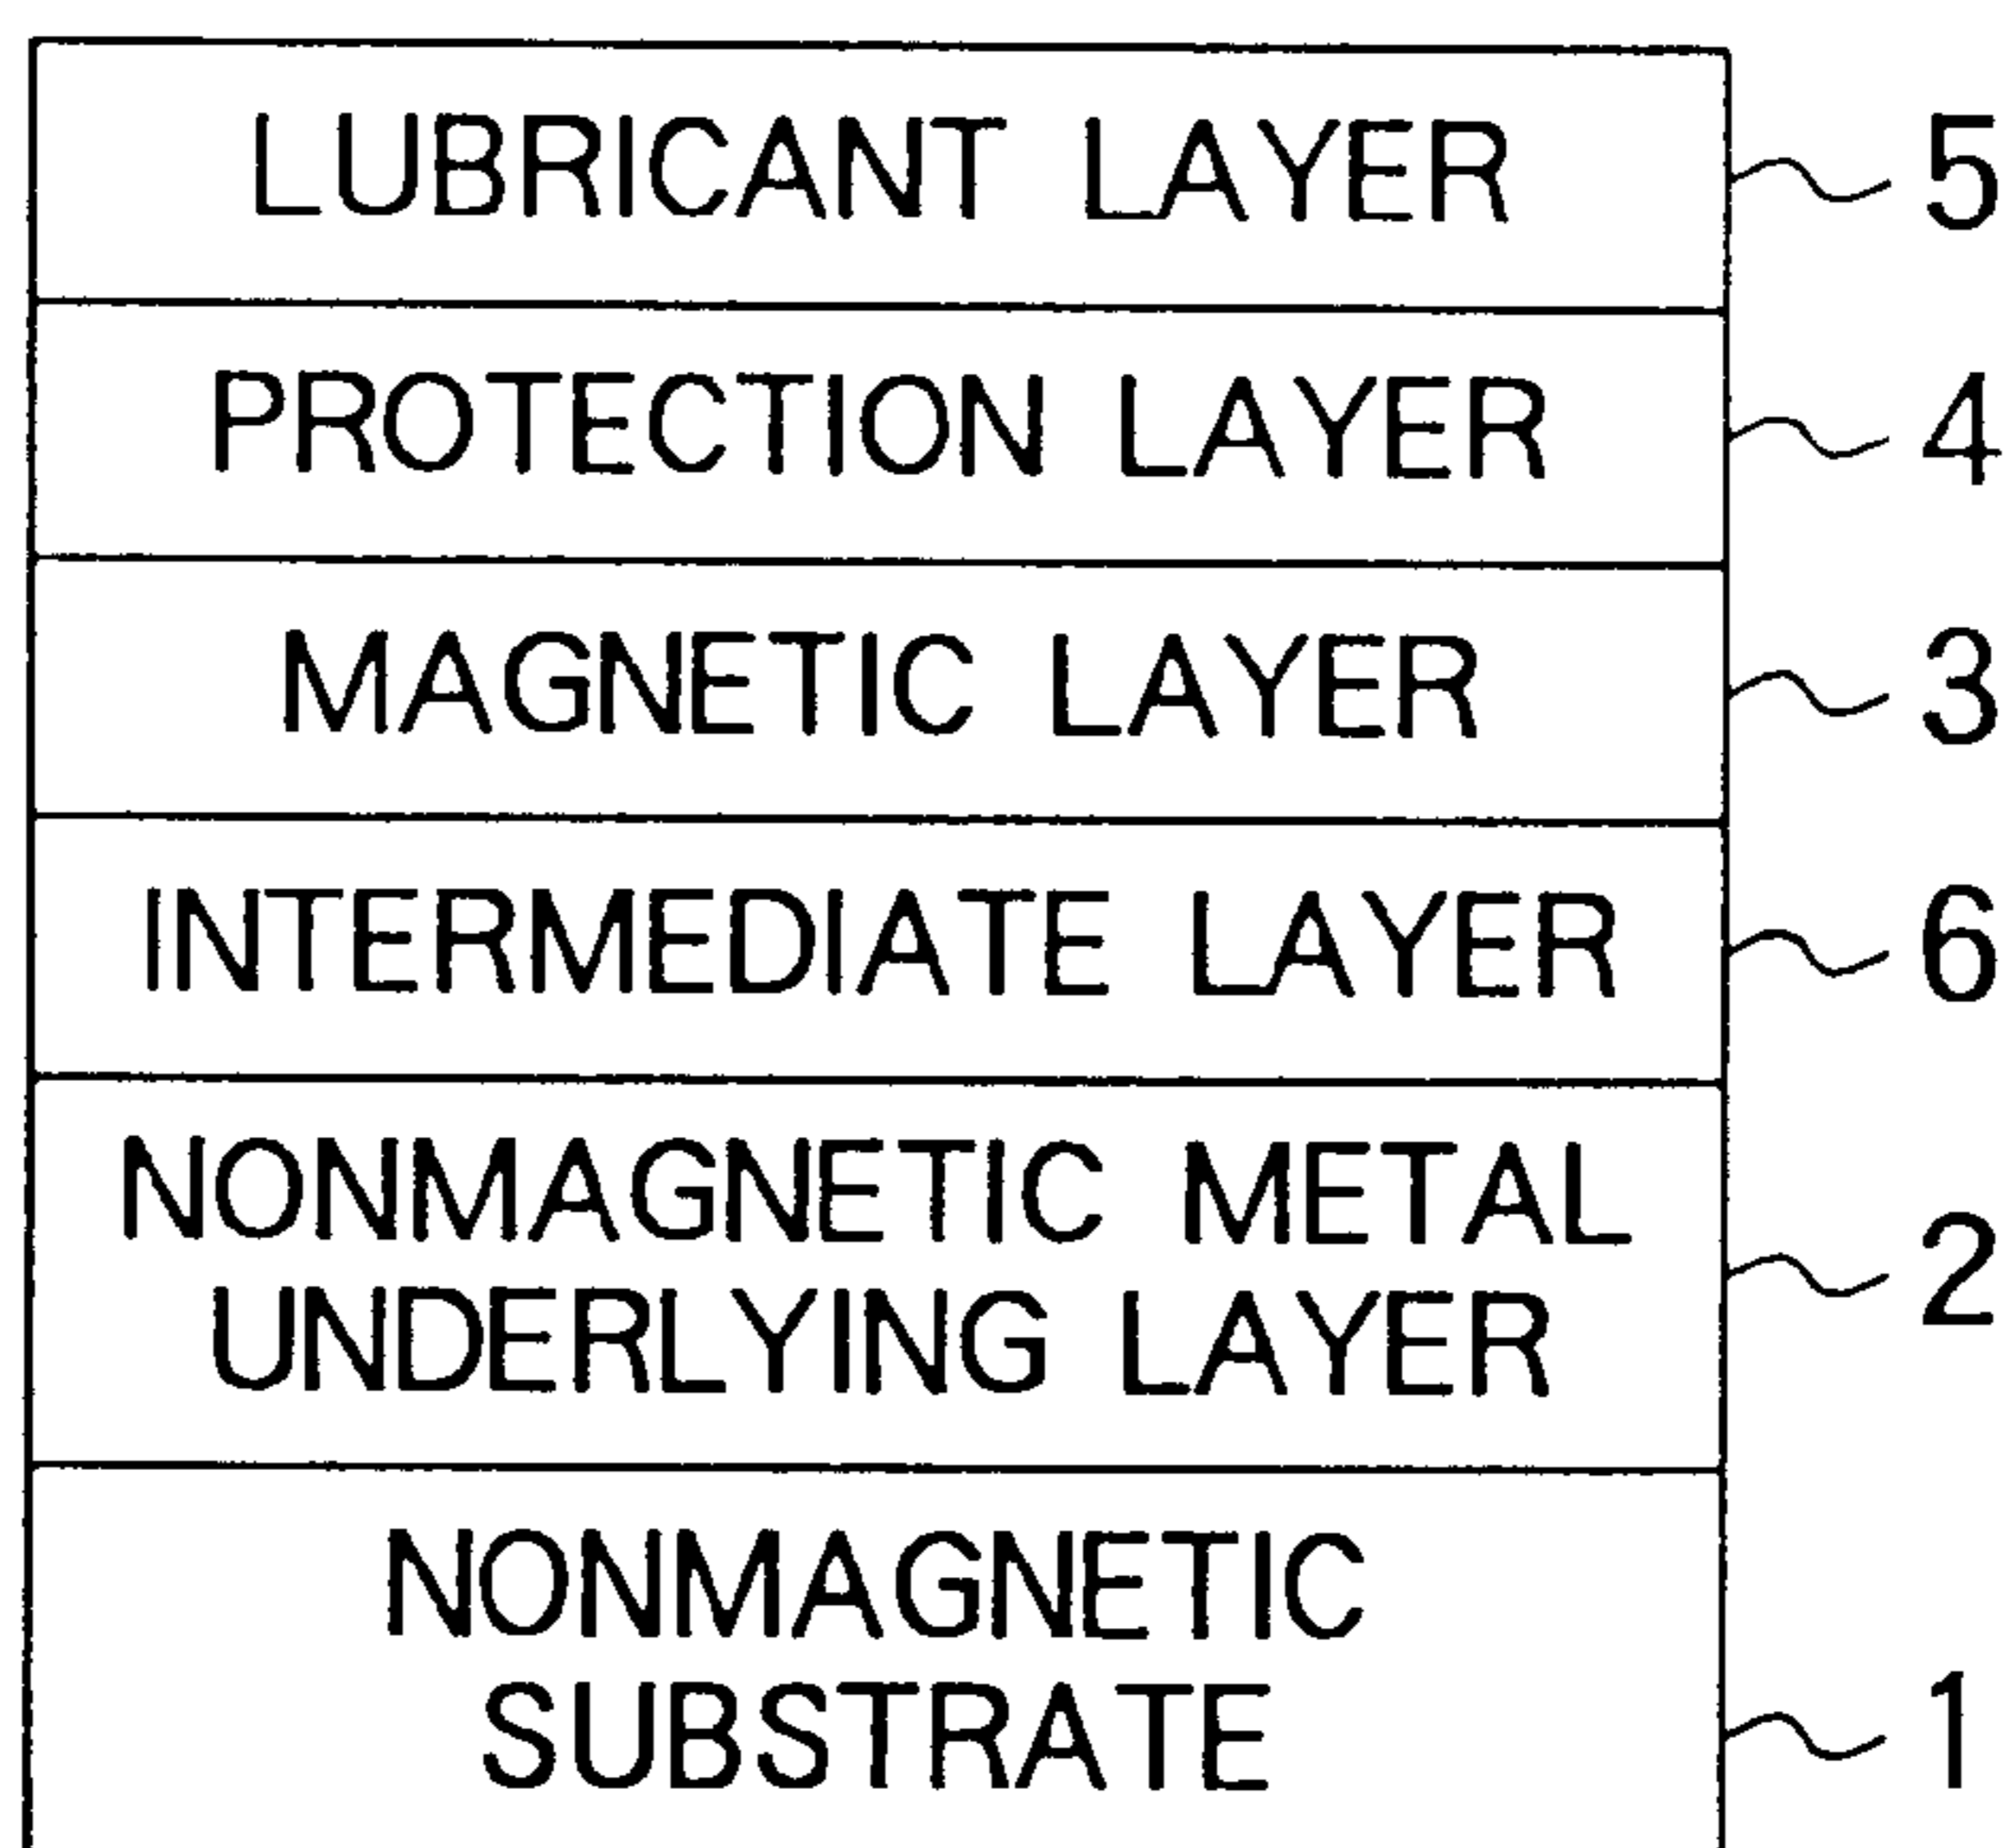 LUBRICANT LAYER 5
PROTECTION LAYER 4
MAGNETIC LAYER 3
INTERMEDIATE LAYER 6
NONMAGNETIC METAL
UNDERLYING LAYER 2
NONMAGNETIC
SUBSTRATE 1